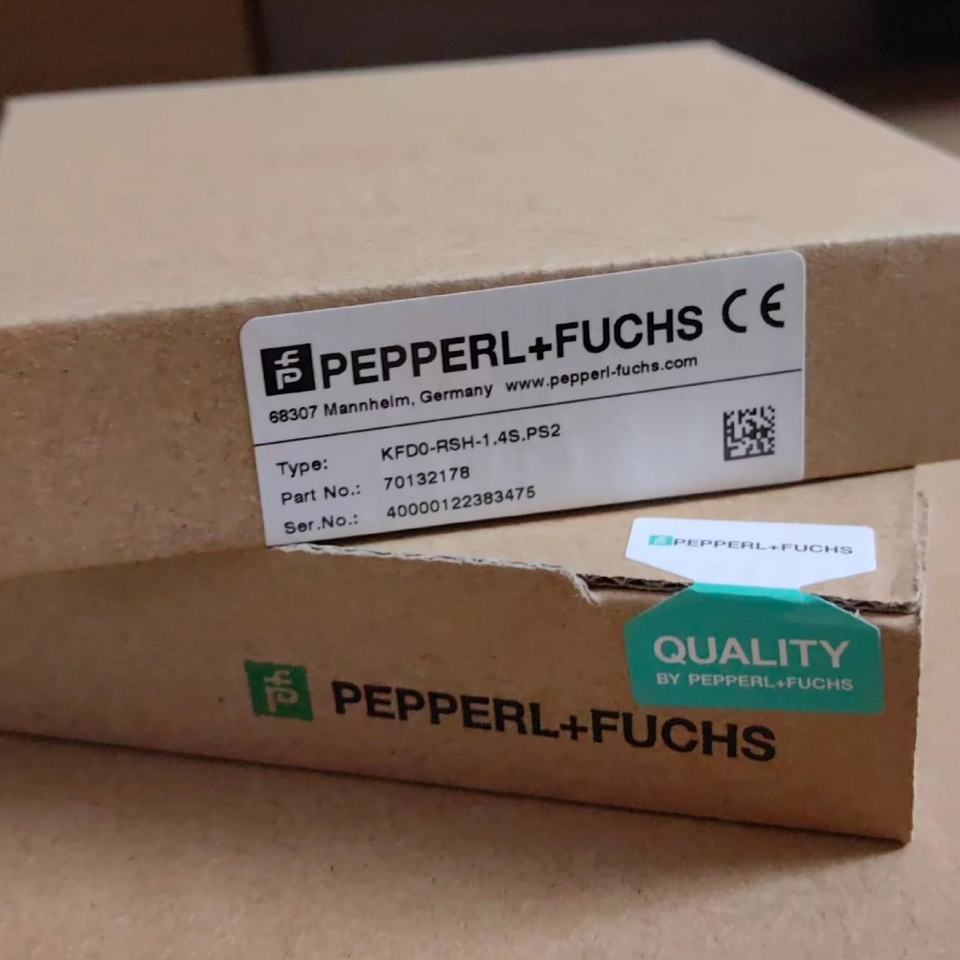 PEPPERL+FUCHS CE
68307 Mannheim, Germany www.pepperl-fuchs.com
Type: KFD0-RSH-1.4S.PS2
Part No.: 70132178
Ser.No.: 40000122383475
PEPPERL+FUCHS
QUALITY
BY PEPPERL+FUCHS
PEPPERL+FUCHS